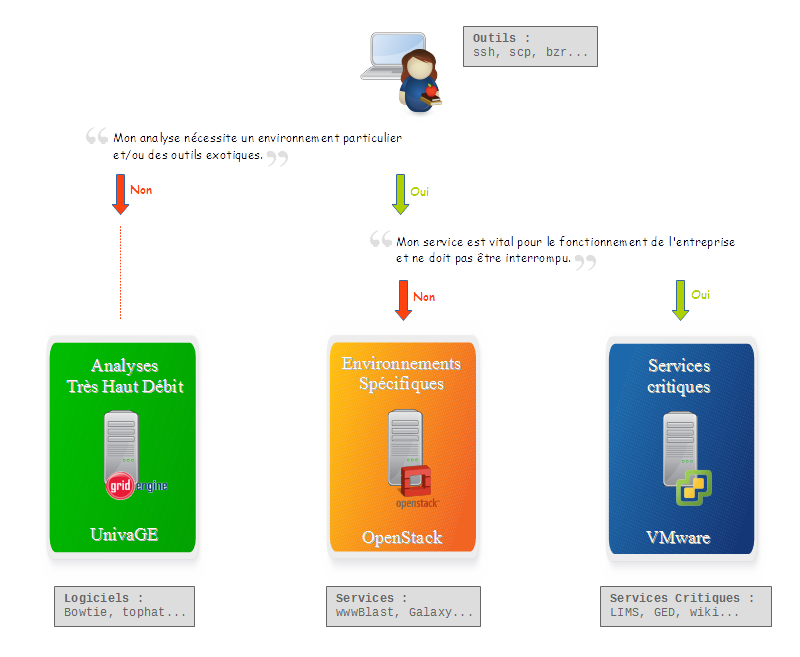 Outils :
ssh, scp, bzr...
“ Mon analyse nécessite un environnement particulier
et/ou des outils exotiques. ”
Non
Oui
“ Mon service est vital pour le fonctionnement de l'entreprise
et ne doit pas être interrompu. ”
Non
Oui
Analyses
Très Haut Débit
grid engine
UnivaGE
Environnements
Spécifiques
openstack
OpenStack
Services
critiques
VMware
Logiciels :
Bowtie, tophat...
Services :
wwwBlast, Galaxy...
Services Critiques :
LIMS, GED, wiki...